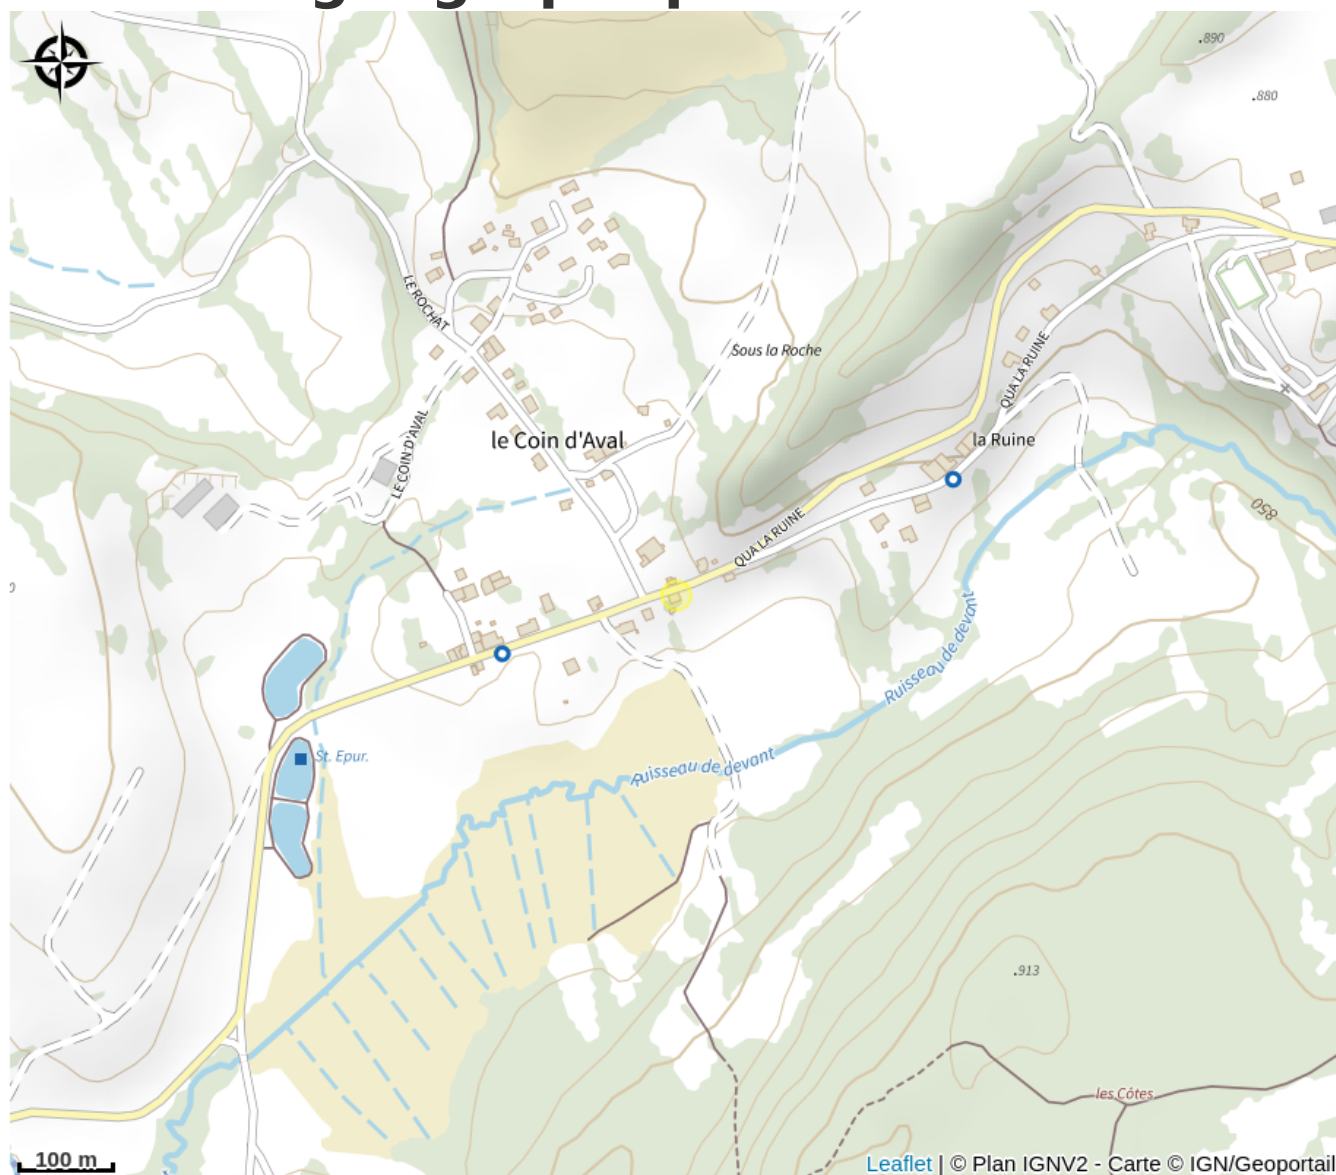 .890
.880
LE ROCHAT
Sous la Roche
QUA LA RUINE
le Coin d'Aval
la Ruine
LE COIN D'AVAL
850
QUA LA RUINE
Ruisseau de devant
St. Epur.
Ruisseau de devant
.913
les Côtes
100 m
Leaflet | © Plan IGNV2 - Carte © IGN/Geoportail